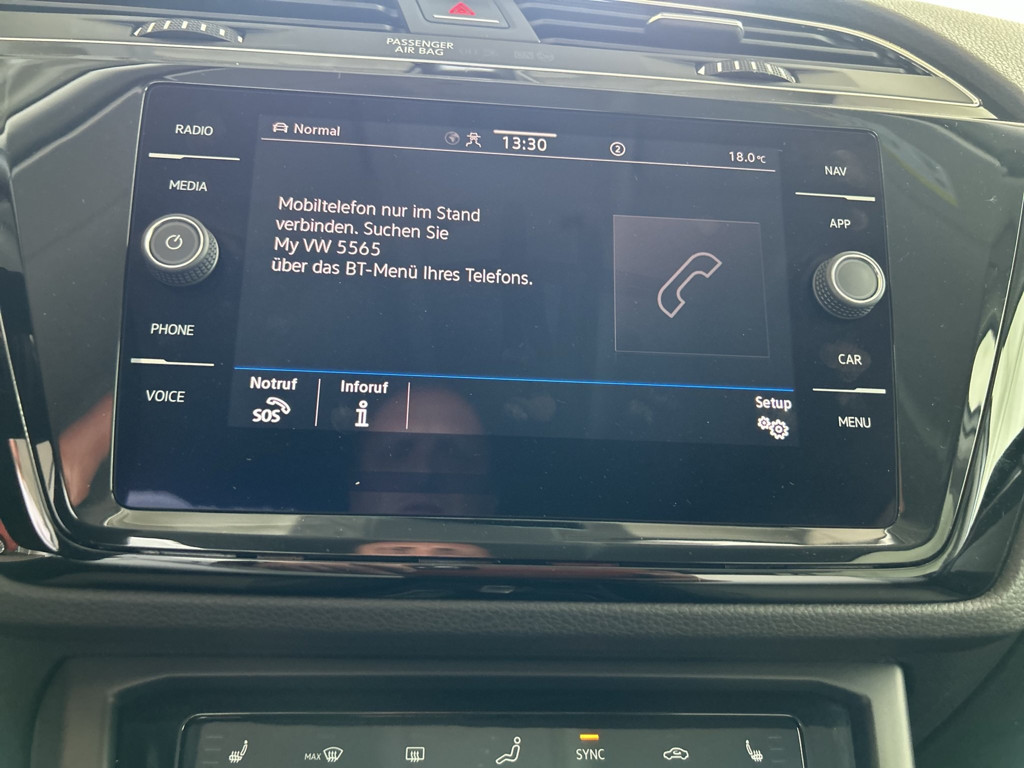 PASSENGER
AIR BAG
RADIO
MEDIA
PHONE
VOICE
Normal
13:30
2
18.0°C
Mobiltelefon nur im Stand
verbinden. Suchen Sie
My VW 5565
über das BT-Menü Ihres Telefons.
Notruf
SOS
Inforuf
i
Setup
NAV
APP
CAR
MENU
MAX
SYNC